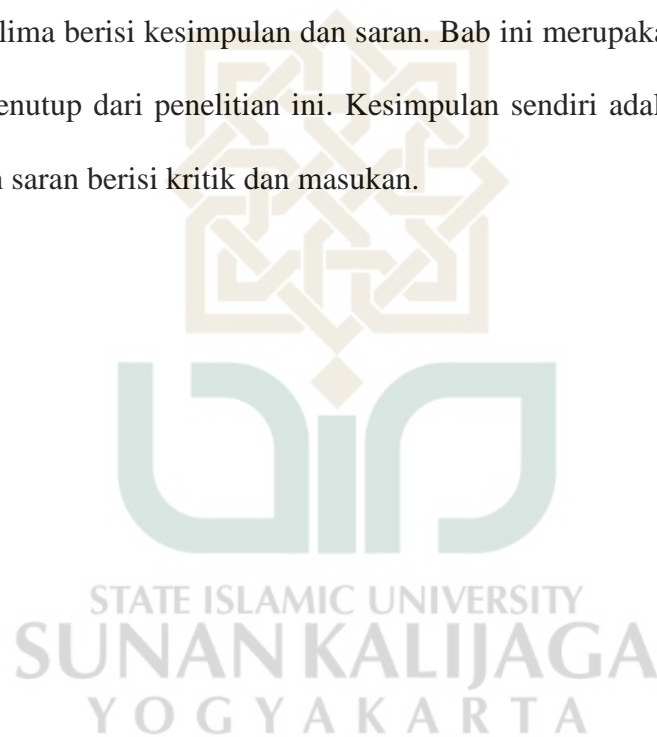 lima berisi kesimpulan dan saran. Bab ini merupaka
enutup dari penelitian ini. Kesimpulan sendiri adal
saran berisi kritik dan masukan.
STATE ISLAMIC UNIVERSITY
SUNAN KALIJAGA
YOGYAKARTA